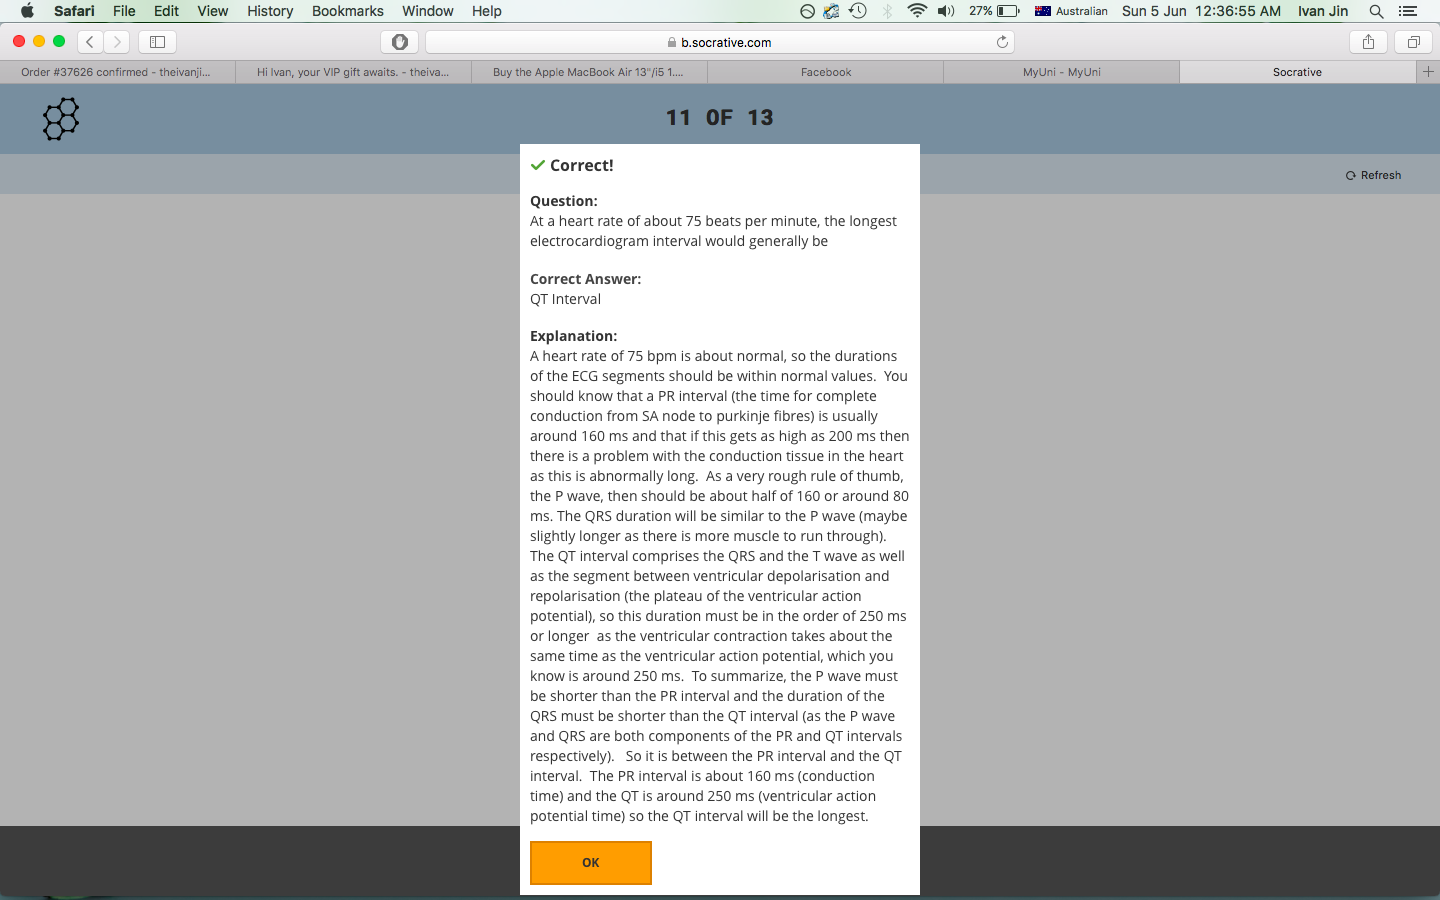 Safari File Edit View History Bookmarks Window Help 27% Australian Sun 5 Jun 12:36:55 AM Ivan Jin
b.socrative.com
Order #37626 confirmed - theivanji... Hi Ivan, your VIP gift awaits. - theiva... Buy the Apple MacBook Air 13"/i5 1.... Facebook MyUni - MyUni Socrative
11 OF 13
Refresh
Correct!
Question:
At a heart rate of about 75 beats per minute, the longest
electrocardiogram interval would generally be
Correct Answer:
QT Interval
Explanation:
A heart rate of 75 bpm is about normal, so the durations
of the ECG segments should be within normal values. You
should know that a PR interval (the time for complete
conduction from SA node to purkinje fibres) is usually
around 160 ms and that if this gets as high as 200 ms then
there is a problem with the conduction tissue in the heart
as this is abnormally long. As a very rough rule of thumb,
the P wave, then should be about half of 160 or around 80
ms. The QRS duration will be similar to the P wave (maybe
slightly longer as there is more muscle to run through).
The QT interval comprises the QRS and the T wave as well
as the segment between ventricular depolarisation and
repolarisation (the plateau of the ventricular action
potential), so this duration must be in the order of 250 ms
or longer as the ventricular contraction takes about the
same time as the ventricular action potential, which you
know is around 250 ms. To summarize, the P wave must
be shorter than the PR interval and the duration of the
QRS must be shorter than the QT interval (as the P wave
and QRS are both components of the PR and QT intervals
respectively). So it is between the PR interval and the QT
interval. The PR interval is about 160 ms (conduction
time) and the QT is around 250 ms (ventricular action
potential time) so the QT interval will be the longest.
OK